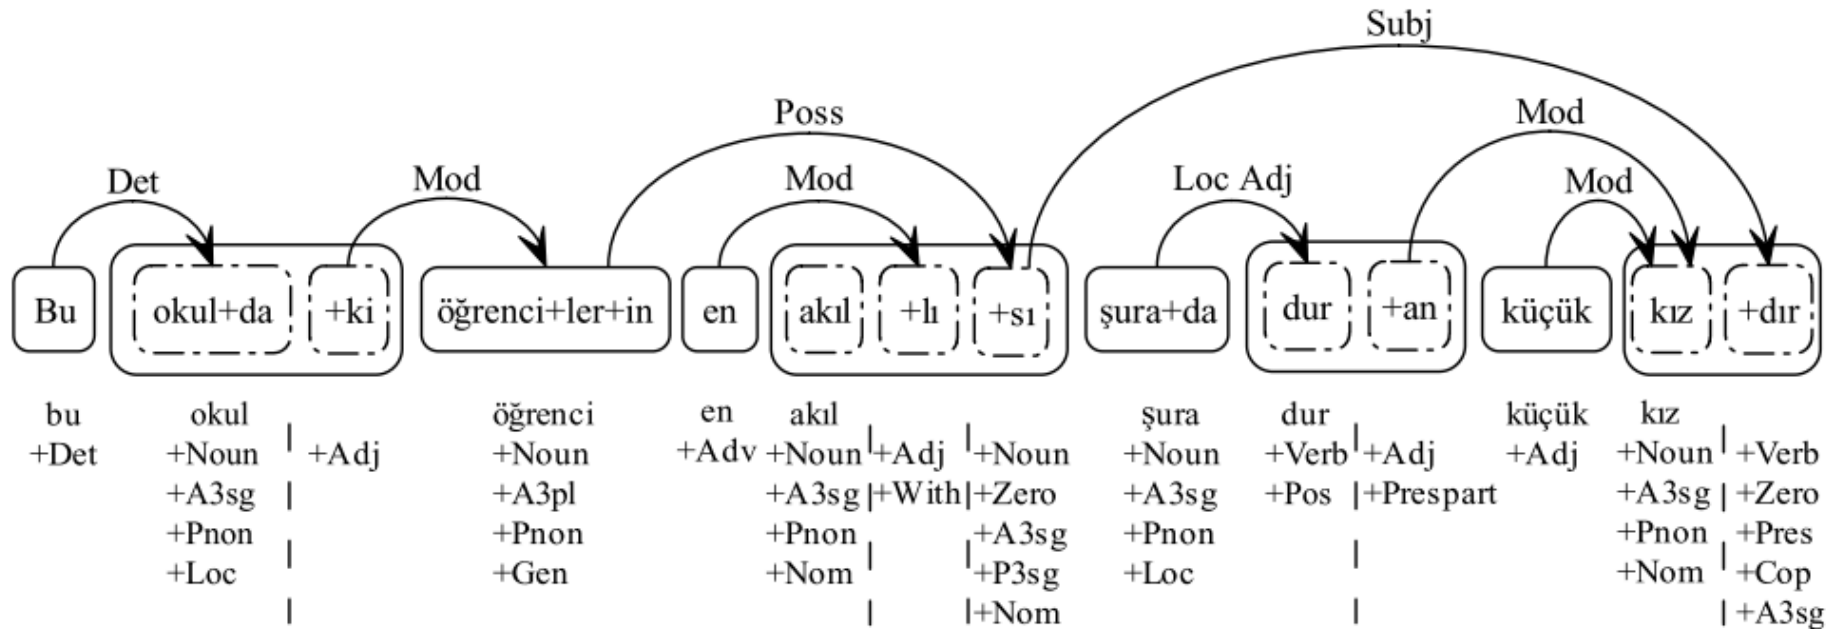 Subj
Poss Mod
Det Mod Mod Loc Adj Mod
Bu okul+da +ki öğrenci+ler+in en akıl +lı +sı şura+da dur +an küçük kız +dır
bu okul öğrenci en akıl şura dur küçük kız
+Det +Noun +Adj +Noun +Adv +Noun +Adj +Noun +Noun +Verb +Adj +Adj +Noun +Verb
+A3sg +A3pl +A3sg +With +Zero +A3sg +Pos +Prespart +A3sg +Zero
+Pnon +Pnon +Pnon +A3sg +Pnon +Pnon +Pres
+Loc +Gen +Nom +P3sg +Loc +Nom +Cop
+Nom +A3sg